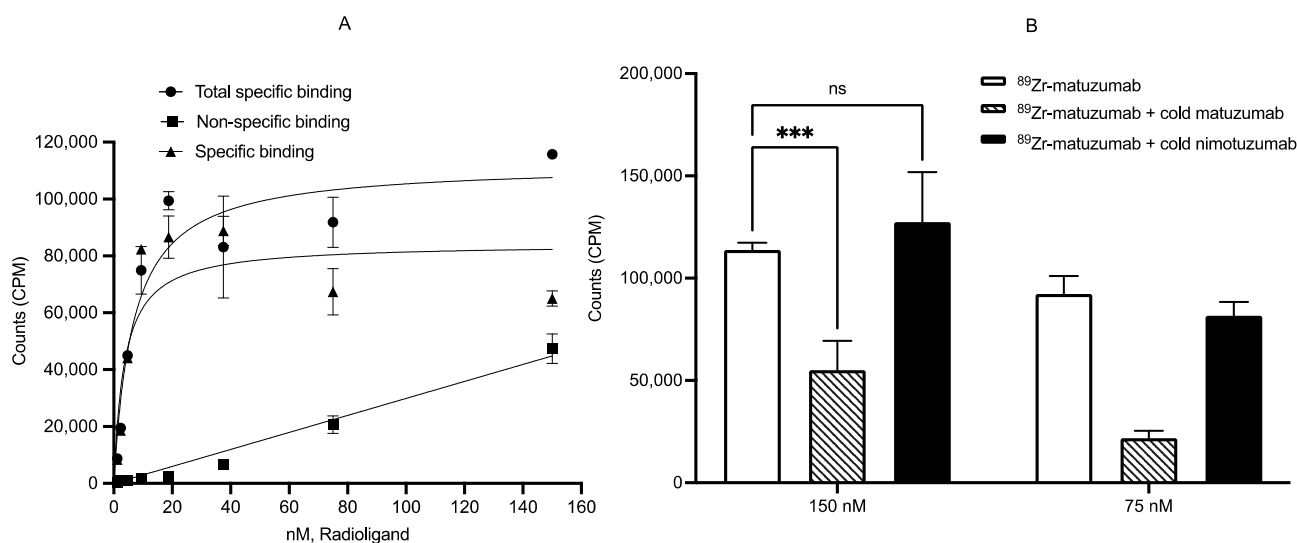 A
Total specific binding
Non-specific binding
Specific binding
Counts (CPM)
120,000
100,000
80,000
60,000
40,000
20,000
0
0 20 40 60 80 100 120 140 160
nM, Radioligand
B
⁸⁹Zr-matuzumab
⁸⁹Zr-matuzumab + cold matuzumab
⁸⁹Zr-matuzumab + cold nimotuzumab
ns
***
Counts (CPM)
200,000
150,000
100,000
50,000
0
150 nM 75 nM